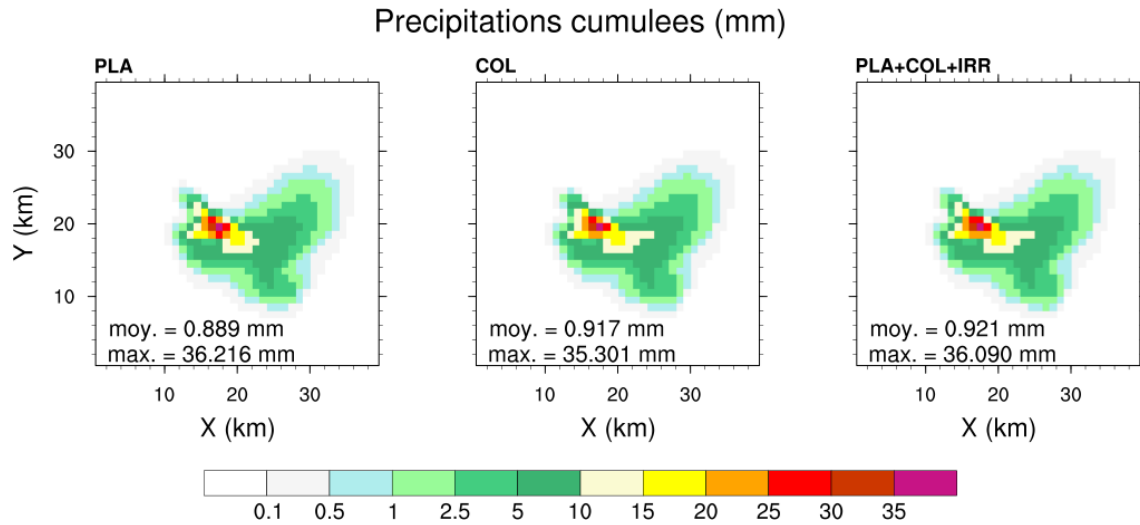 Precipitations cumulees (mm)
PLA
COL
PLA+COL+IRR
Y (km)
30
20
10
moy. = 0.889 mm
max. = 36.216 mm
moy. = 0.917 mm
max. = 35.301 mm
moy. = 0.921 mm
max. = 36.090 mm
10 20 30
10 20 30
10 20 30
X (km)
X (km)
X (km)
0.1 0.5 1 2.5 5 10 15 20 25 30 35